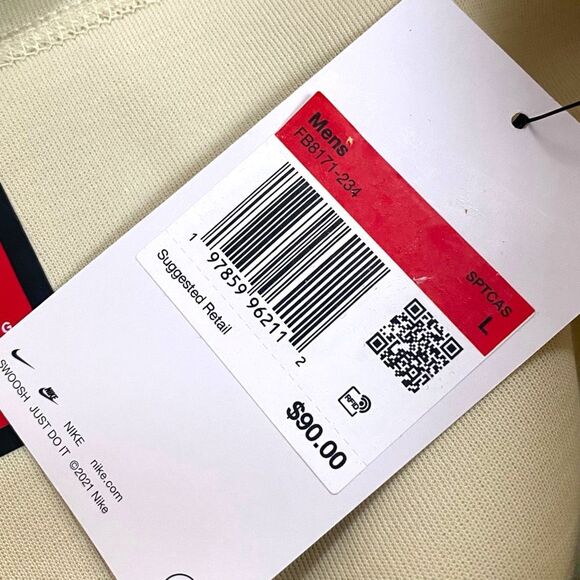 Mens
FB8171-234
SPTCAS
L
1 97859 96211 2
Suggested Retail
RFID
$90.00
NIKE
nike.com
SWOOSH JUST DO IT ©2021 Nike
G